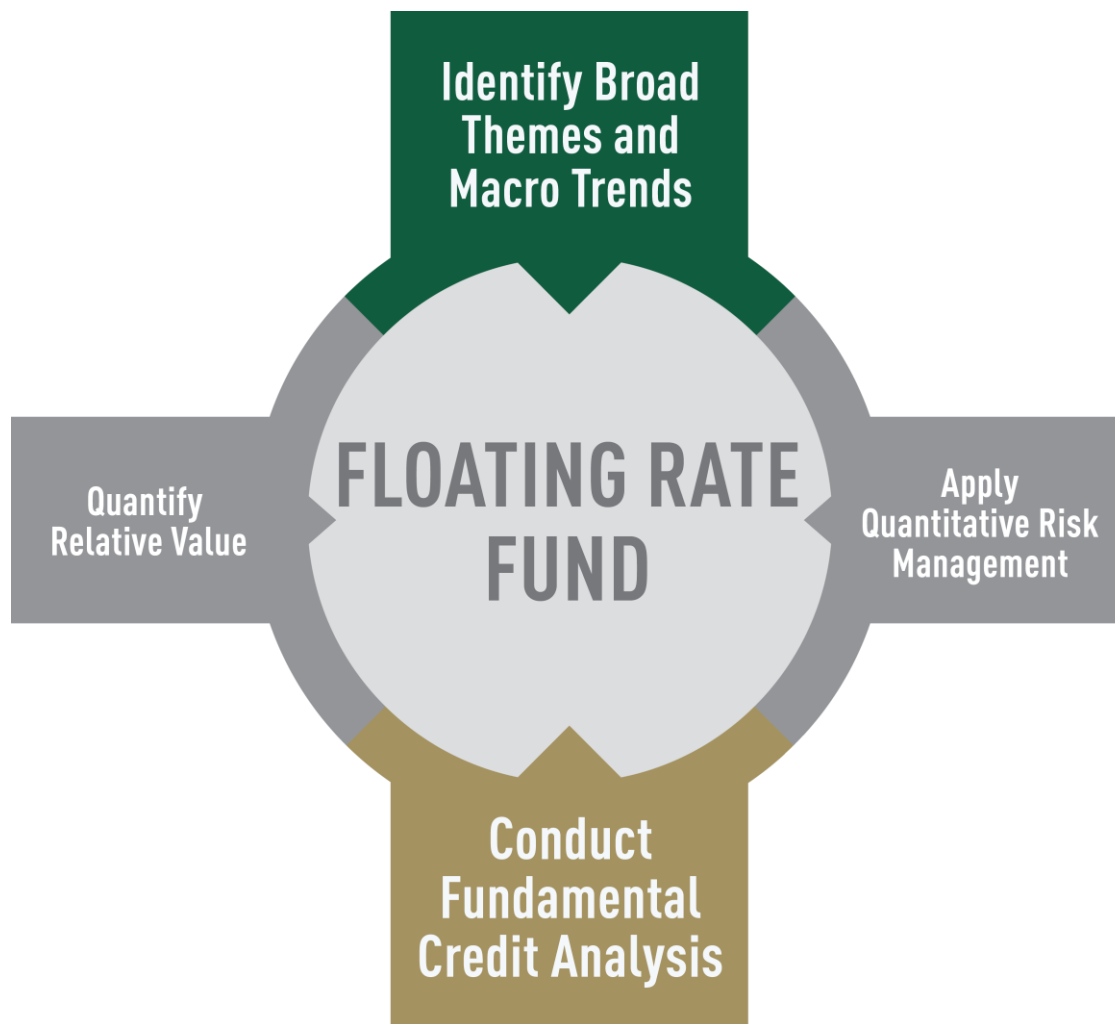 Identify Broad
Themes and
Macro Trends
Quantify
Relative Value
FLOATING RATE
FUND
Apply
Quantitative Risk
Management
Conduct
Fundamental
Credit Analysis